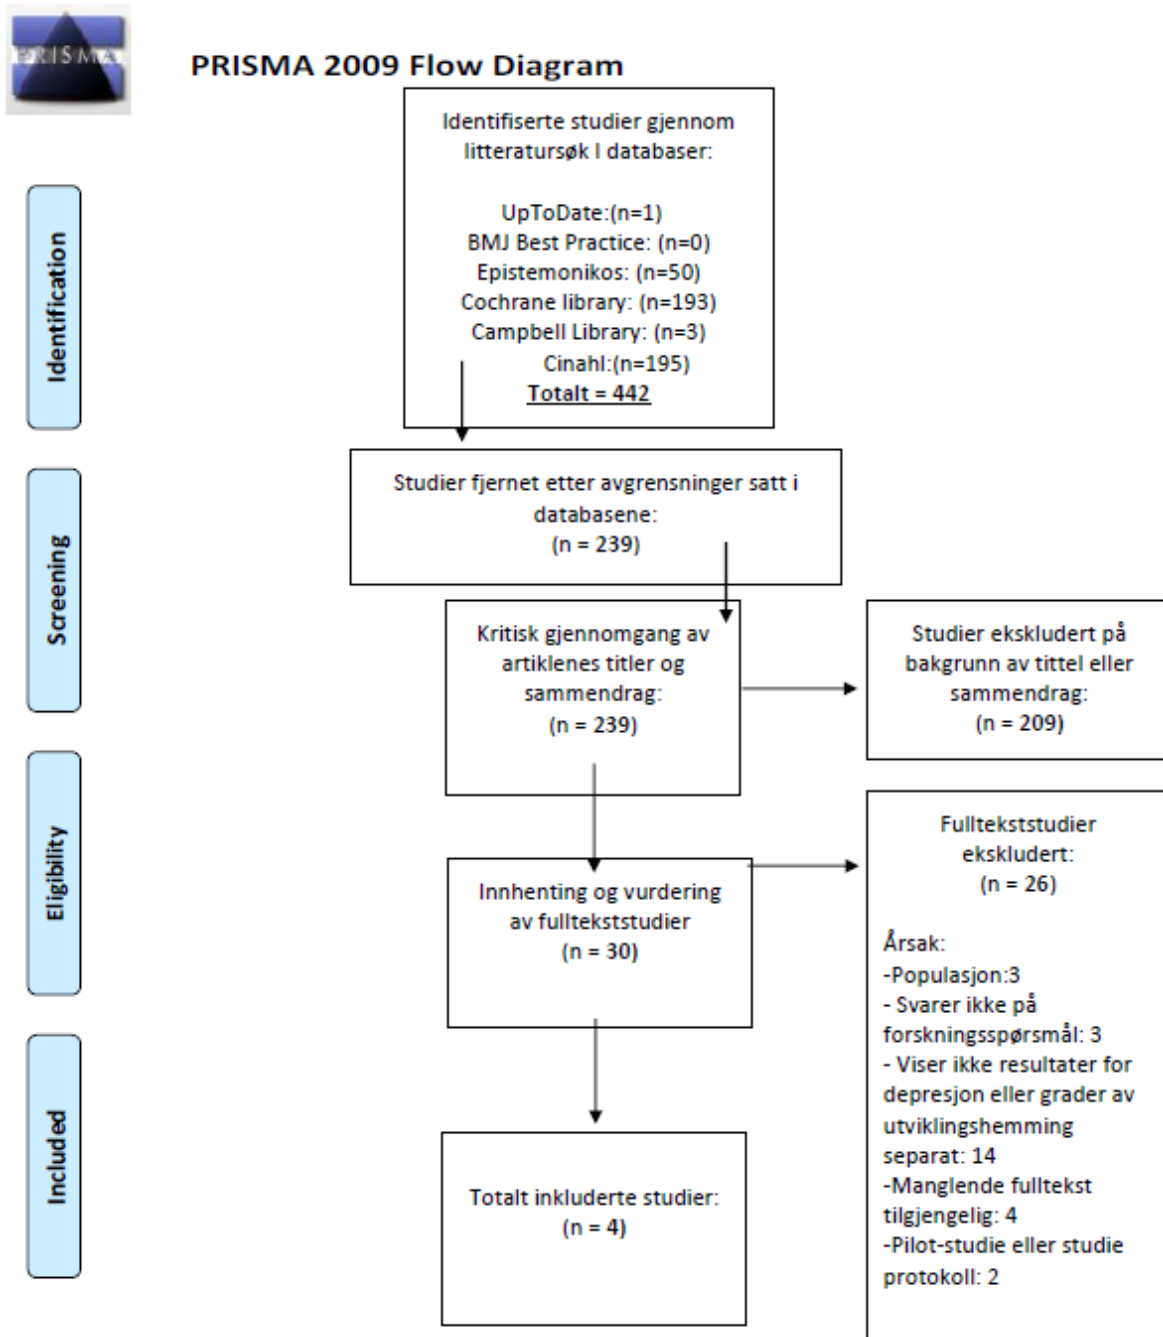 PRISMA
PRISMA 2009 Flow Diagram
Identification
Identifiserte studier gjennom
litteratursøk I databaser:
UpToDate:(n=1)
BMJ Best Practice: (n=0)
Epistemonikos: (n=50)
Cochrane library: (n=193)
Campbell Library: (n=3)
Cinahl:(n=195)
Totalt = 442
Screening
Studier fjernet etter avgrensninger satt i
databasene:
(n = 239)
Kritisk gjennomgang av
artiklenes titler og
sammendrag:
(n = 239)
Studier ekskludert på
bakgrunn av tittel eller
sammendrag:
(n = 209)
Eligibility
Innhenting og vurdering
av fulltekststudier
(n = 30)
Fulltekststudier
ekskludert:
(n = 26)
Årsak:
-Populasjon:3
- Svarer ikke på
forskningsspørsmål: 3
- Viser ikke resultater for
depresjon eller grader av
utviklingshemming
separat: 14
-Manglende fulltekst
tilgjengelig: 4
-Pilot-studie eller studie
protokoll: 2
Included
Totalt inkluderte studier:
(n = 4)